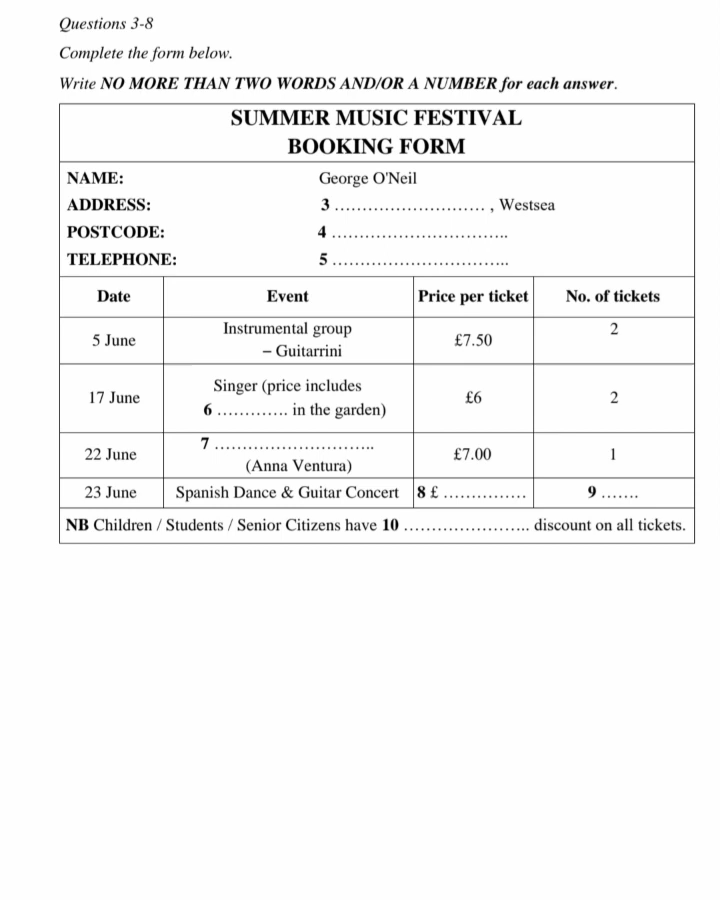 Questions 3-8
Complete the form below.
Write NO MORE THAN TWO WORDS AND/OR A NUMBER for each answer.
SUMMER MUSIC FESTIVAL
BOOKING FORM
NAME: George O'Neil
ADDRESS: 3 ........................... , Westsea
POSTCODE: 4 ................................
TELEPHONE: 5 ................................
Date Event Price per ticket No. of tickets
5 June Instrumental group – Guitarrini £7.50 2
17 June Singer (price includes 6 ............. in the garden) £6 2
22 June 7 ............................. (Anna Ventura) £7.00 1
23 June Spanish Dance & Guitar Concert 8 £ ............... 9 .......
NB Children / Students / Senior Citizens have 10 ....................... discount on all tickets.